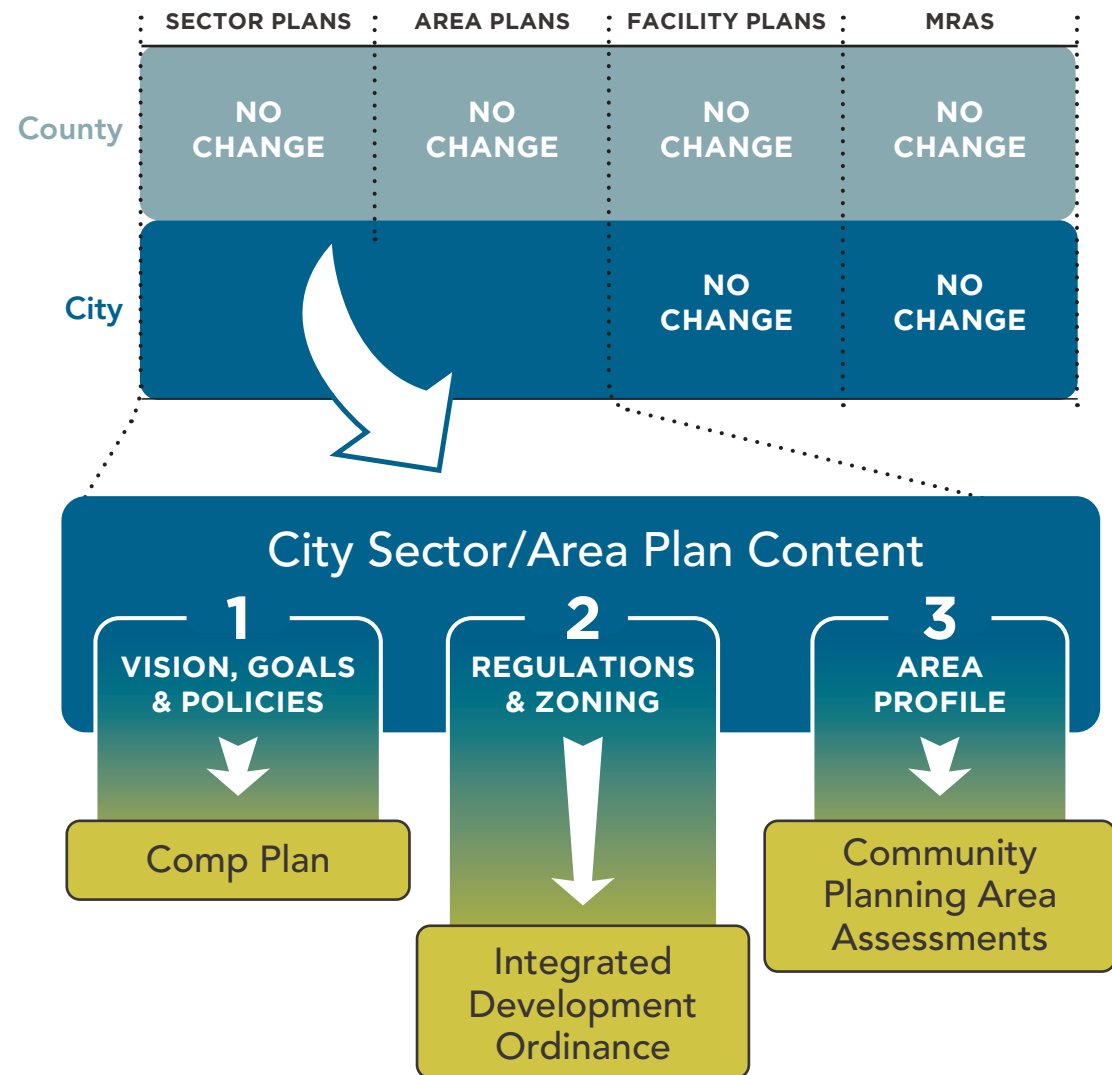 SECTOR PLANS
AREA PLANS
FACILITY PLANS
MRAS
County
NO
CHANGE
NO
CHANGE
NO
CHANGE
NO
CHANGE
City
NO
CHANGE
NO
CHANGE
City Sector/Area Plan Content
1
VISION, GOALS
& POLICIES
2
REGULATIONS
& ZONING
3
AREA
PROFILE
Comp Plan
Integrated
Development
Ordinance
Community
Planning Area
Assessments